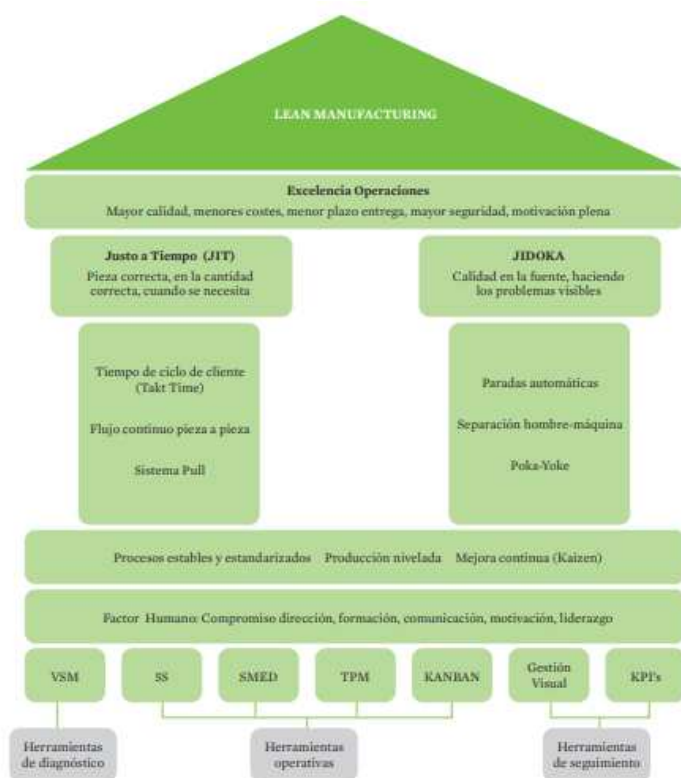 LEAN MANUFACTURING
Excelencia Operaciones
Mayor calidad, menores costes, menor plazo entrega, mayor seguridad, motivación plena
Justo a Tiempo (JIT)
Pieza correcta, en la cantidad
correcta, cuando se necesita
JIDOKA
Calidad en la fuente, haciendo
los problemas visibles
Tiempo de ciclo de cliente
(Takt Time)
Flujo continuo pieza a pieza
Sistema Pull
Paradas automáticas
Separación hombre-máquina
Poka-Yoke
Procesos estables y estandarizados Producción nivelada Mejora continua (Kaizen)
Factor Humano: Compromiso dirección, formación, comunicación, motivación, liderazgo
VSM
5S
SMED
TPM
KANBAN
Gestión
Visual
KPI's
Herramientas
de diagnóstico
Herramientas
operativas
Herramientas
de seguimiento